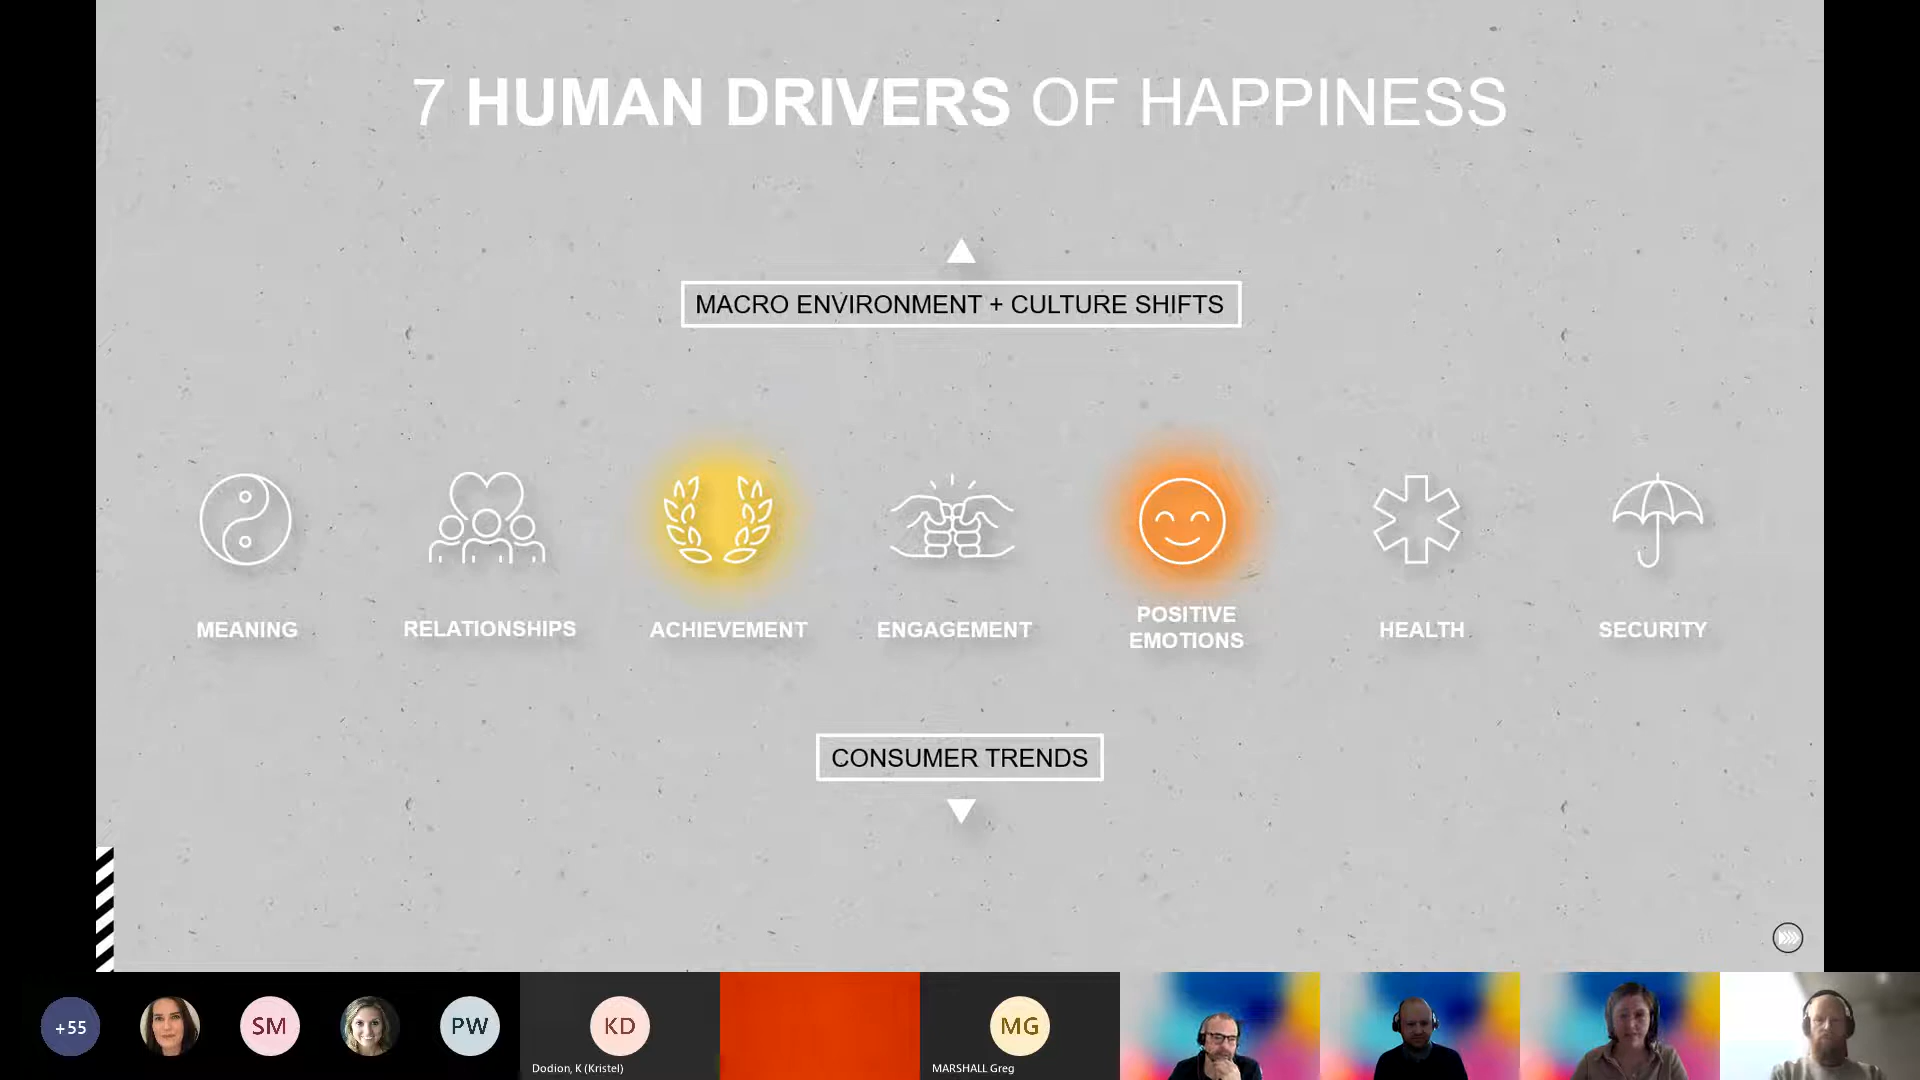 7 HUMAN DRIVERS OF HAPPINESS
MACRO ENVIRONMENT + CULTURE SHIFTS
MEANING
RELATIONSHIPS
ACHIEVEMENT
ENGAGEMENT
POSITIVE
EMOTIONS
HEALTH
SECURITY
CONSUMER TRENDS
+55
SM
PW
KD
Dodion, K (Kristel)
MG
MARSHALL Greg